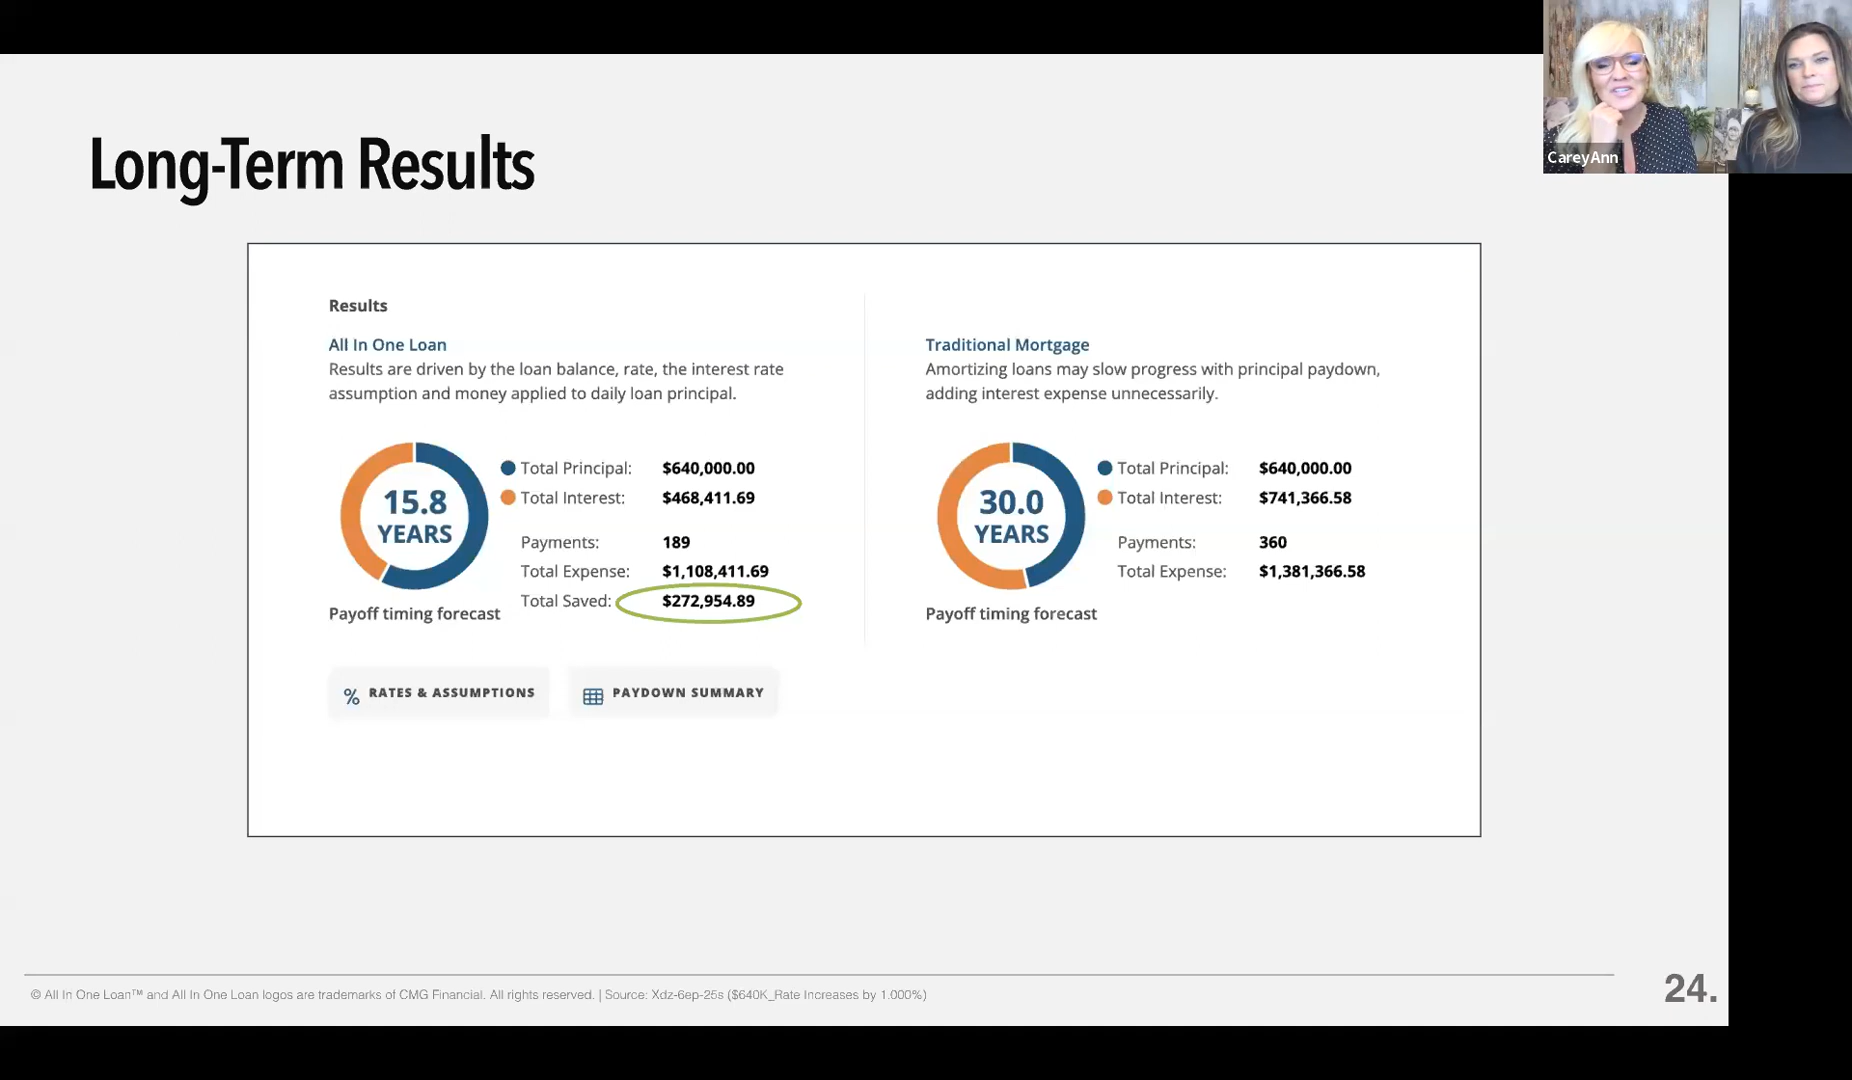 CareyAnn
Long-Term Results
Results
All In One Loan
Results are driven by the loan balance, rate, the interest rate
assumption and money applied to daily loan principal.
15.8
YEARS
Payoff timing forecast
Total Principal: $640,000.00
Total Interest: $468,411.69
Payments: 189
Total Expense: $1,108,411.69
Total Saved: $272,954.89
% RATES & ASSUMPTIONS
PAYDOWN SUMMARY
Traditional Mortgage
Amortizing loans may slow progress with principal paydown,
adding interest expense unnecessarily.
30.0
YEARS
Payoff timing forecast
Total Principal: $640,000.00
Total Interest: $741,366.58
Payments: 360
Total Expense: $1,381,366.58
© All In One Loan™ and All In One Loan logos are trademarks of CMG Financial. All rights reserved. | Source: Xdz-6ep-25s ($640K_Rate Increases by 1.000%)
24.